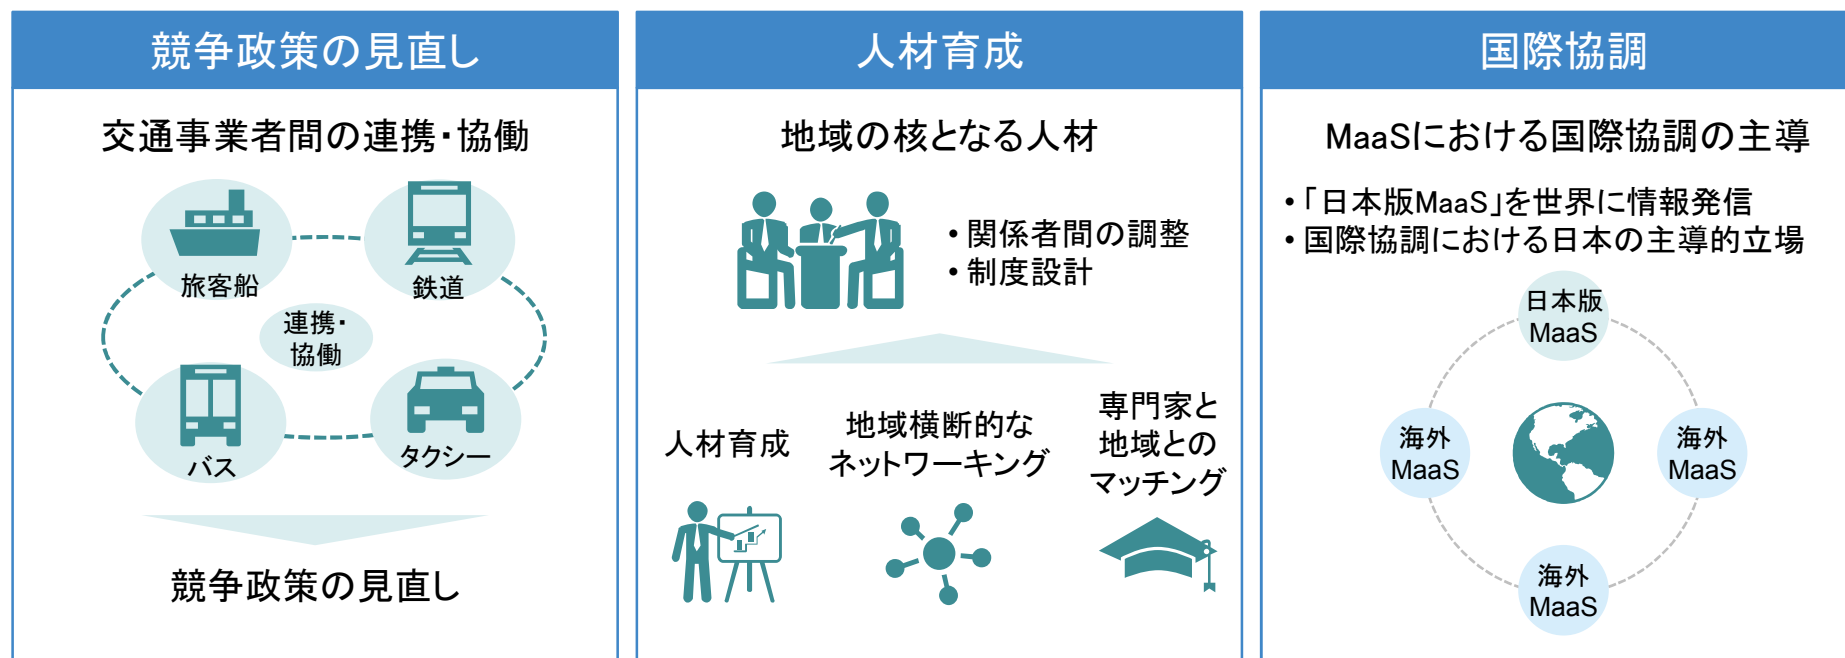 競争政策の見直し
交通事業者間の連携・協働
旅客船
鉄道
連携・
協働
バス
タクシー
競争政策の見直し
人材育成
地域の核となる人材
• 関係者間の調整
• 制度設計
人材育成
地域横断的な
ネットワーキング
専門家と
地域との
マッチング
国際協調
MaaSにおける国際協調の主導
• 「日本版MaaS」を世界に情報発信
• 国際協調における日本の主導的立場
日本版
MaaS
海外
MaaS
海外
MaaS
海外
MaaS